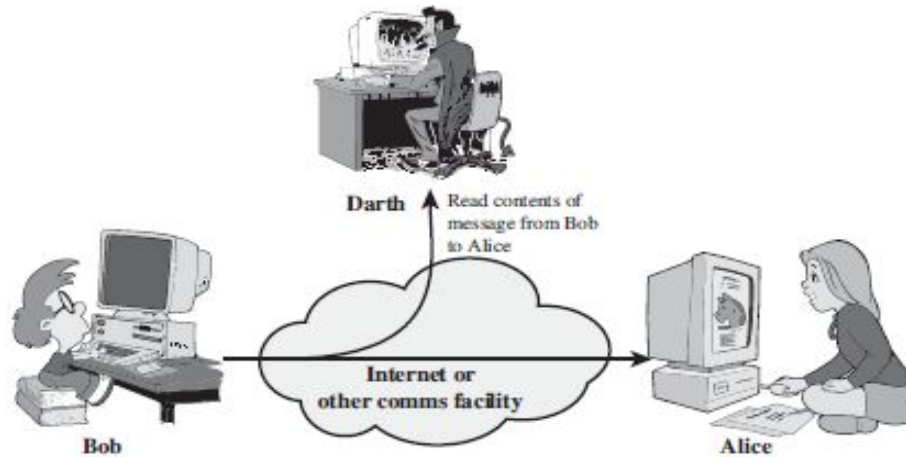 Darth
Read contents of
message from Bob
to Alice
Internet or
other comms facility
Bob
Alice